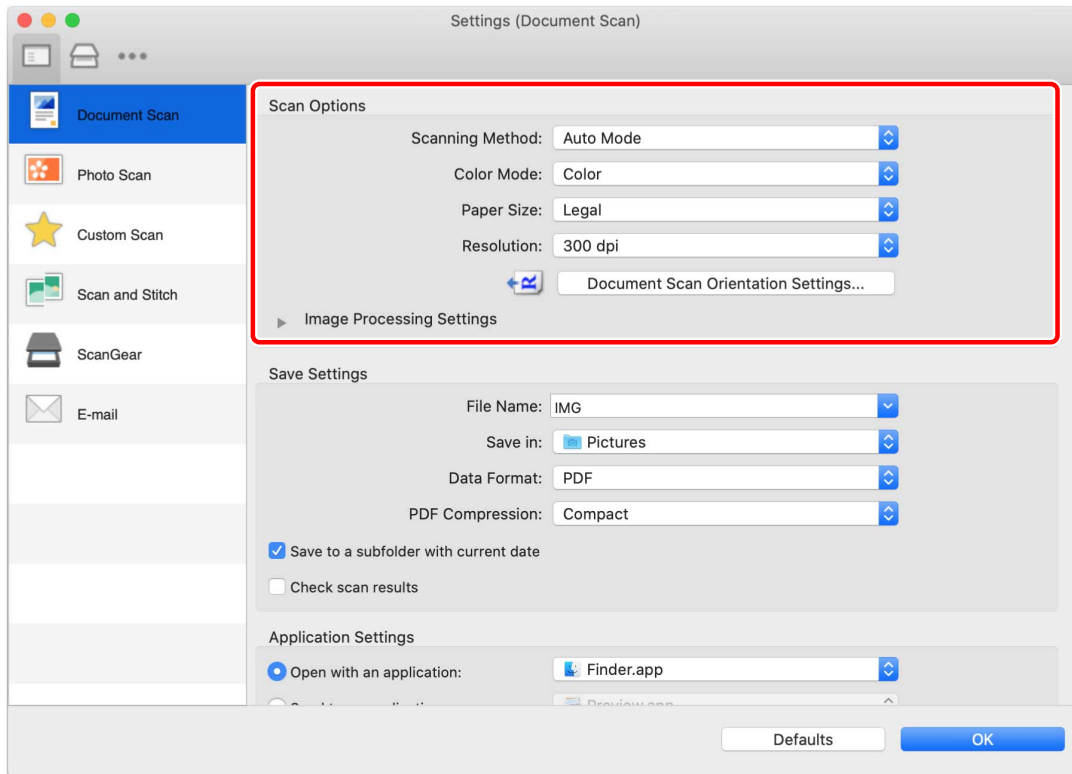 Settings (Document Scan)
Document Scan
Photo Scan
Custom Scan
Scan and Stitch
ScanGear
E-mail
Scan Options
Scanning Method: Auto Mode
Color Mode: Color
Paper Size: Legal
Resolution: 300 dpi
R Document Scan Orientation Settings...
Image Processing Settings
Save Settings
File Name: IMG
Save in: Pictures
Data Format: PDF
PDF Compression: Compact
Save to a subfolder with current date
Check scan results
Application Settings
Open with an application: Finder.app
Preview.app
Defaults OK